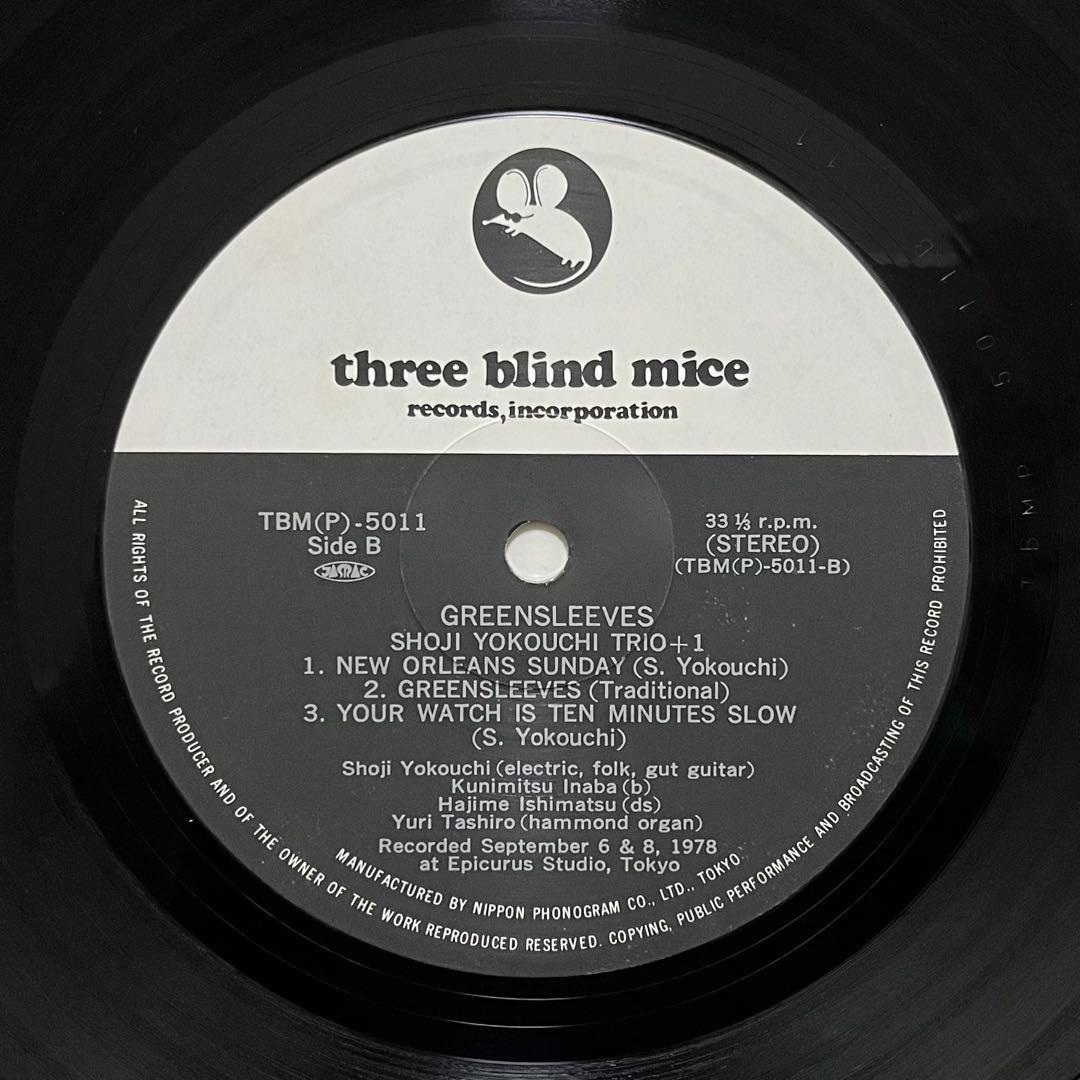 three blind mice
records, incorporation
TBM(P)-5011
Side B
JASRAC
33 ⅓ r.p.m.
(STEREO)
(TBM(P)-5011-B)
GREENSLEEVES
SHOJI YOKOUCHI TRIO+1
1. NEW ORLEANS SUNDAY (S. Yokouchi)
2. GREENSLEEVES (Traditional)
3. YOUR WATCH IS TEN MINUTES SLOW
(S. Yokouchi)
Shoji Yokouchi (electric, folk, gut guitar)
Kunimitsu Inaba (b)
Hajime Ishimatsu (ds)
Yuri Tashiro (hammond organ)
Recorded September 6 & 8, 1978
at Epicurus Studio, Tokyo
MANUFACTURED BY NIPPON PHONOGRAM CO., LTD., TOKYO
ALL RIGHTS OF THE RECORD PRODUCER AND OF THE OWNER OF THE WORK REPRODUCED RESERVED. COPYING, PUBLIC PERFORMANCE AND BROADCASTING OF THIS RECORD PROHIBITED